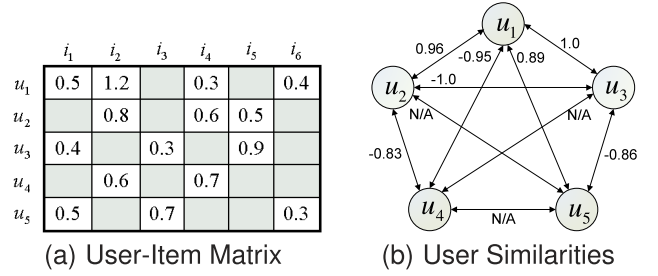 i1 i2 i3 i4 i5 i6
u1 0.5 1.2 0.3 0.4
u2 0.8 0.6 0.5
u3 0.4 0.3 0.9
u4 0.6 0.7
u5 0.5 0.7 0.3
(a) User-Item Matrix
u1
0.96 -0.95 0.89 1.0
u2 -1.0 u3
N/A N/A
-0.83 -0.86
u4 N/A u5
(b) User Similarities